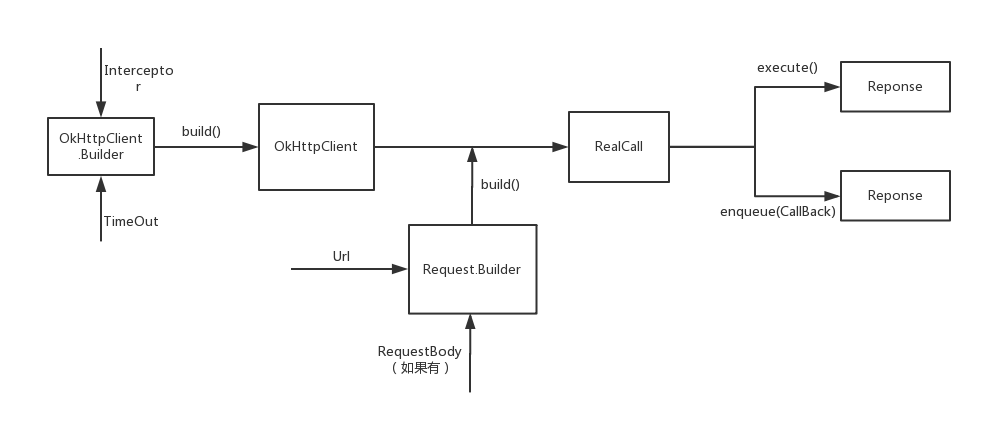 Intercepto
r
OkHttpClient
.Builder
TimeOut
build()
OkHttpClient
build()
Url
Request.Builder
RequestBody
（如果有）
RealCall
execute()
Reponse
enqueue(CallBack)
Reponse